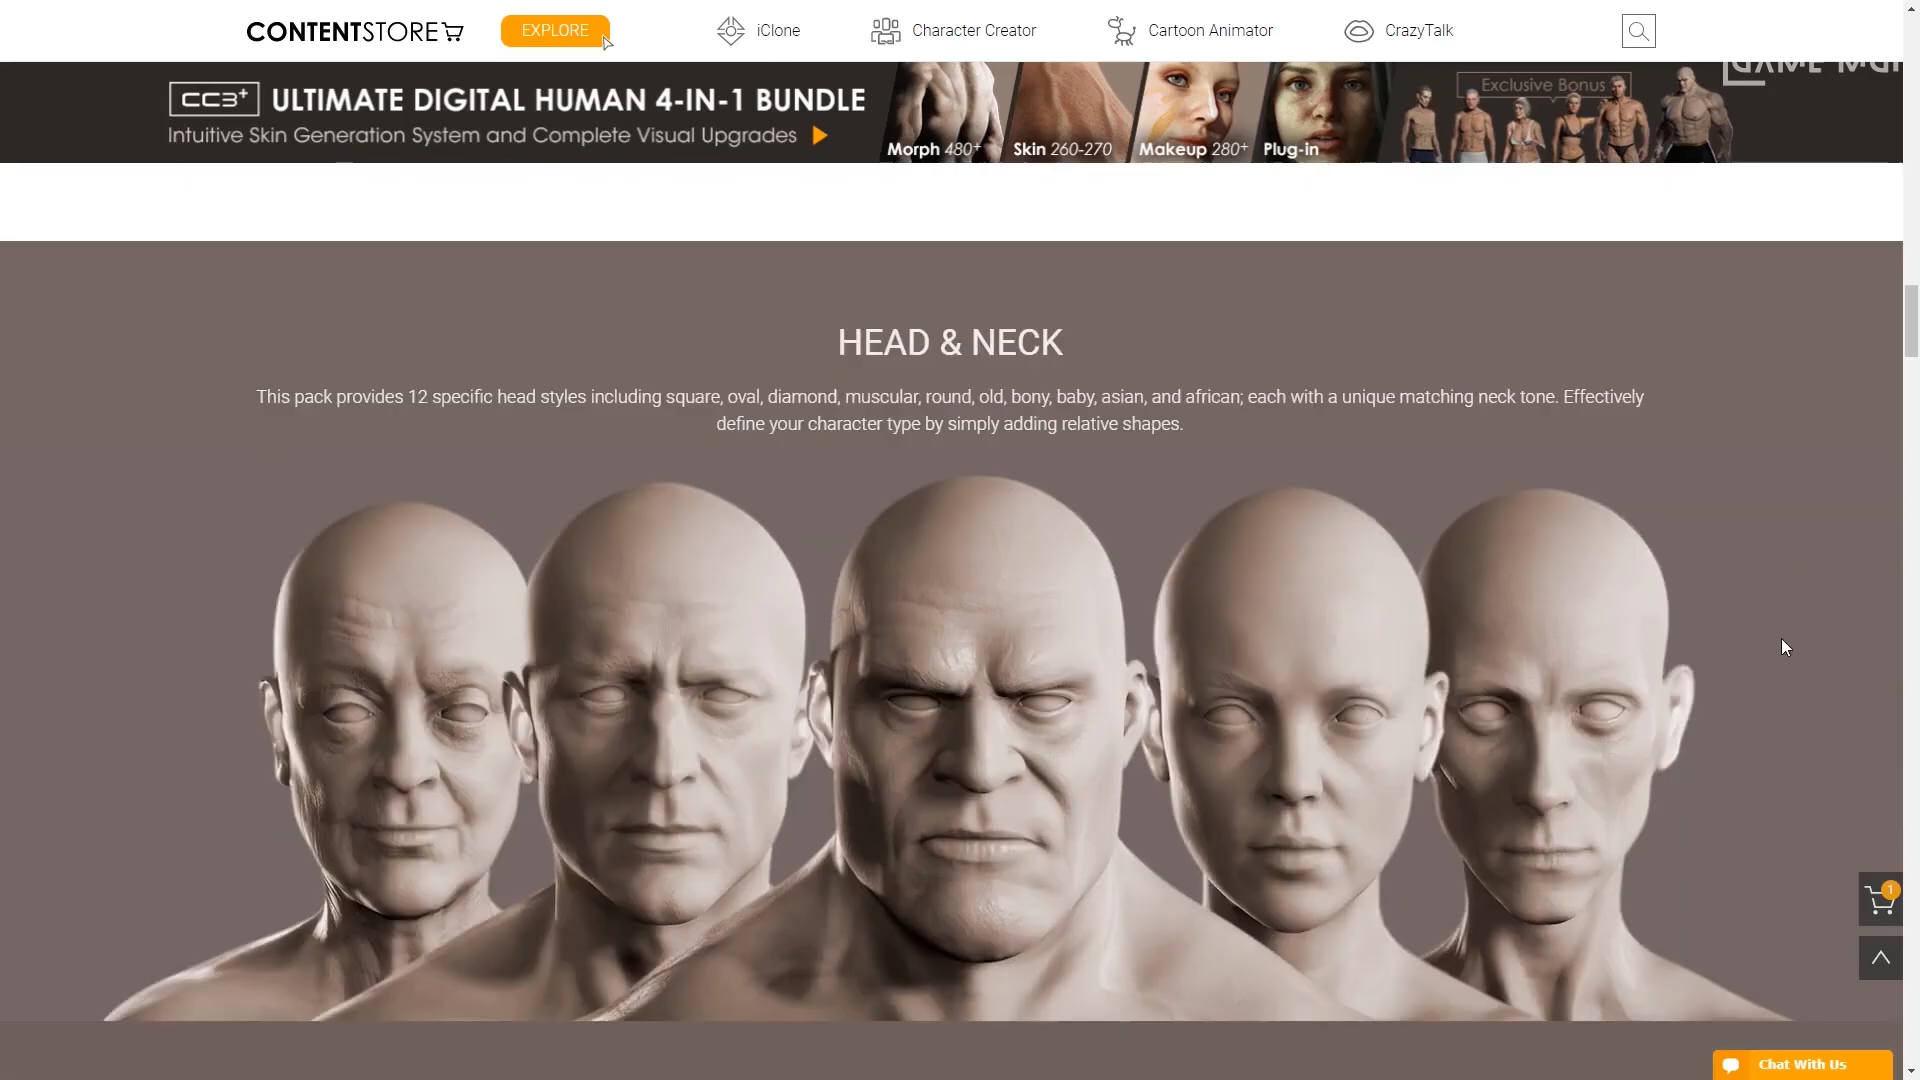 CONTENTSTORE
EXPLORE
iClone
Character Creator
Cartoon Animator
CrazyTalk
CC3+ ULTIMATE DIGITAL HUMAN 4-IN-1 BUNDLE
Intuitive Skin Generation System and Complete Visual Upgrades
Morph 480+
Skin 260-270
Makeup 280+
Plug-in
Exclusive Bonus
HEAD & NECK
This pack provides 12 specific head styles including square, oval, diamond, muscular, round, old, bony, baby, asian, and african; each with a unique matching neck tone. Effectively
define your character type by simply adding relative shapes.
1
Chat With Us